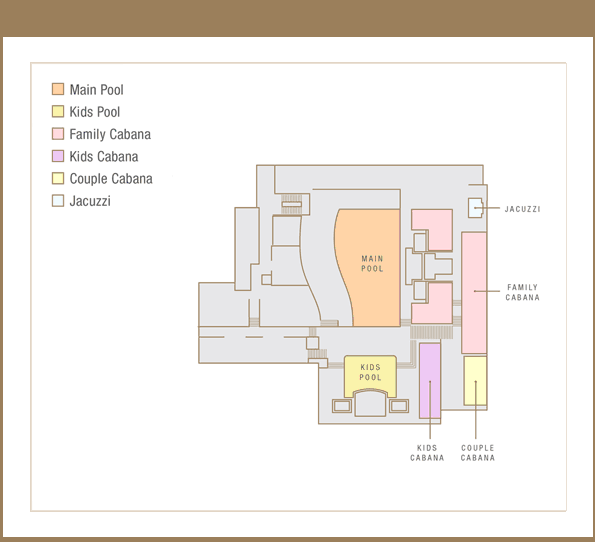 Main Pool
Kids Pool
Family Cabana
Kids Cabana
Couple Cabana
Jacuzzi
JACUZZI
MAIN
POOL
FAMILY
CABANA
KIDS
POOL
KIDS
CABANA
COUPLE
CABANA